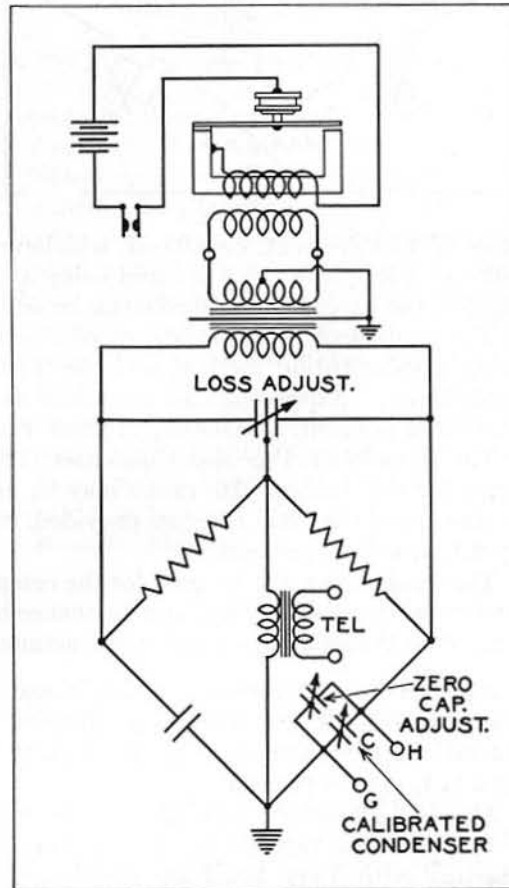 LOSS ADJUST.
TEL
ZERO
CAP.
ADJUST.
C
H
G
CALIBRATED
CONDENSER